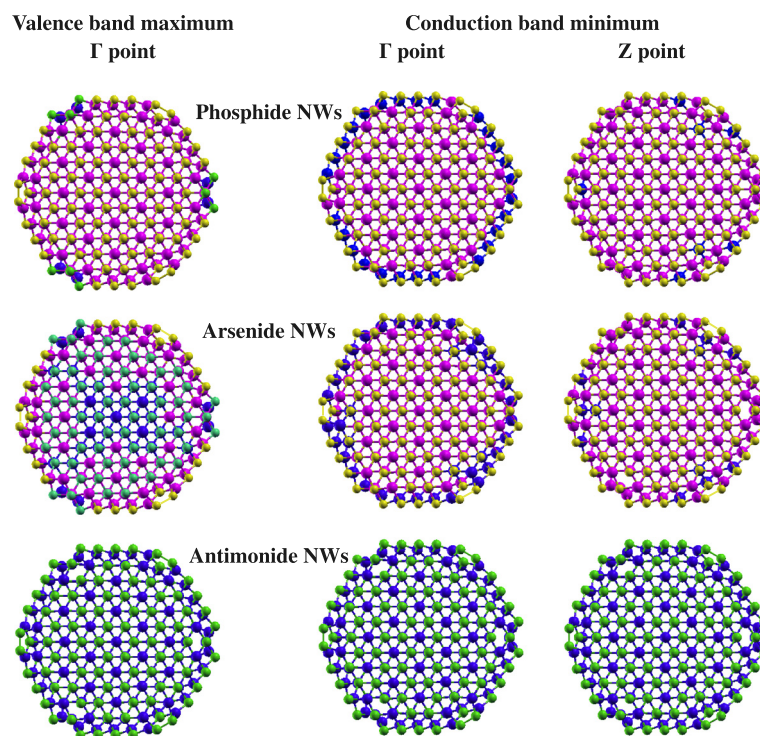 Valence band maximum
Conduction band minimum
Γ point
Γ point
Z point
Phosphide NWs
Arsenide NWs
Antimonide NWs